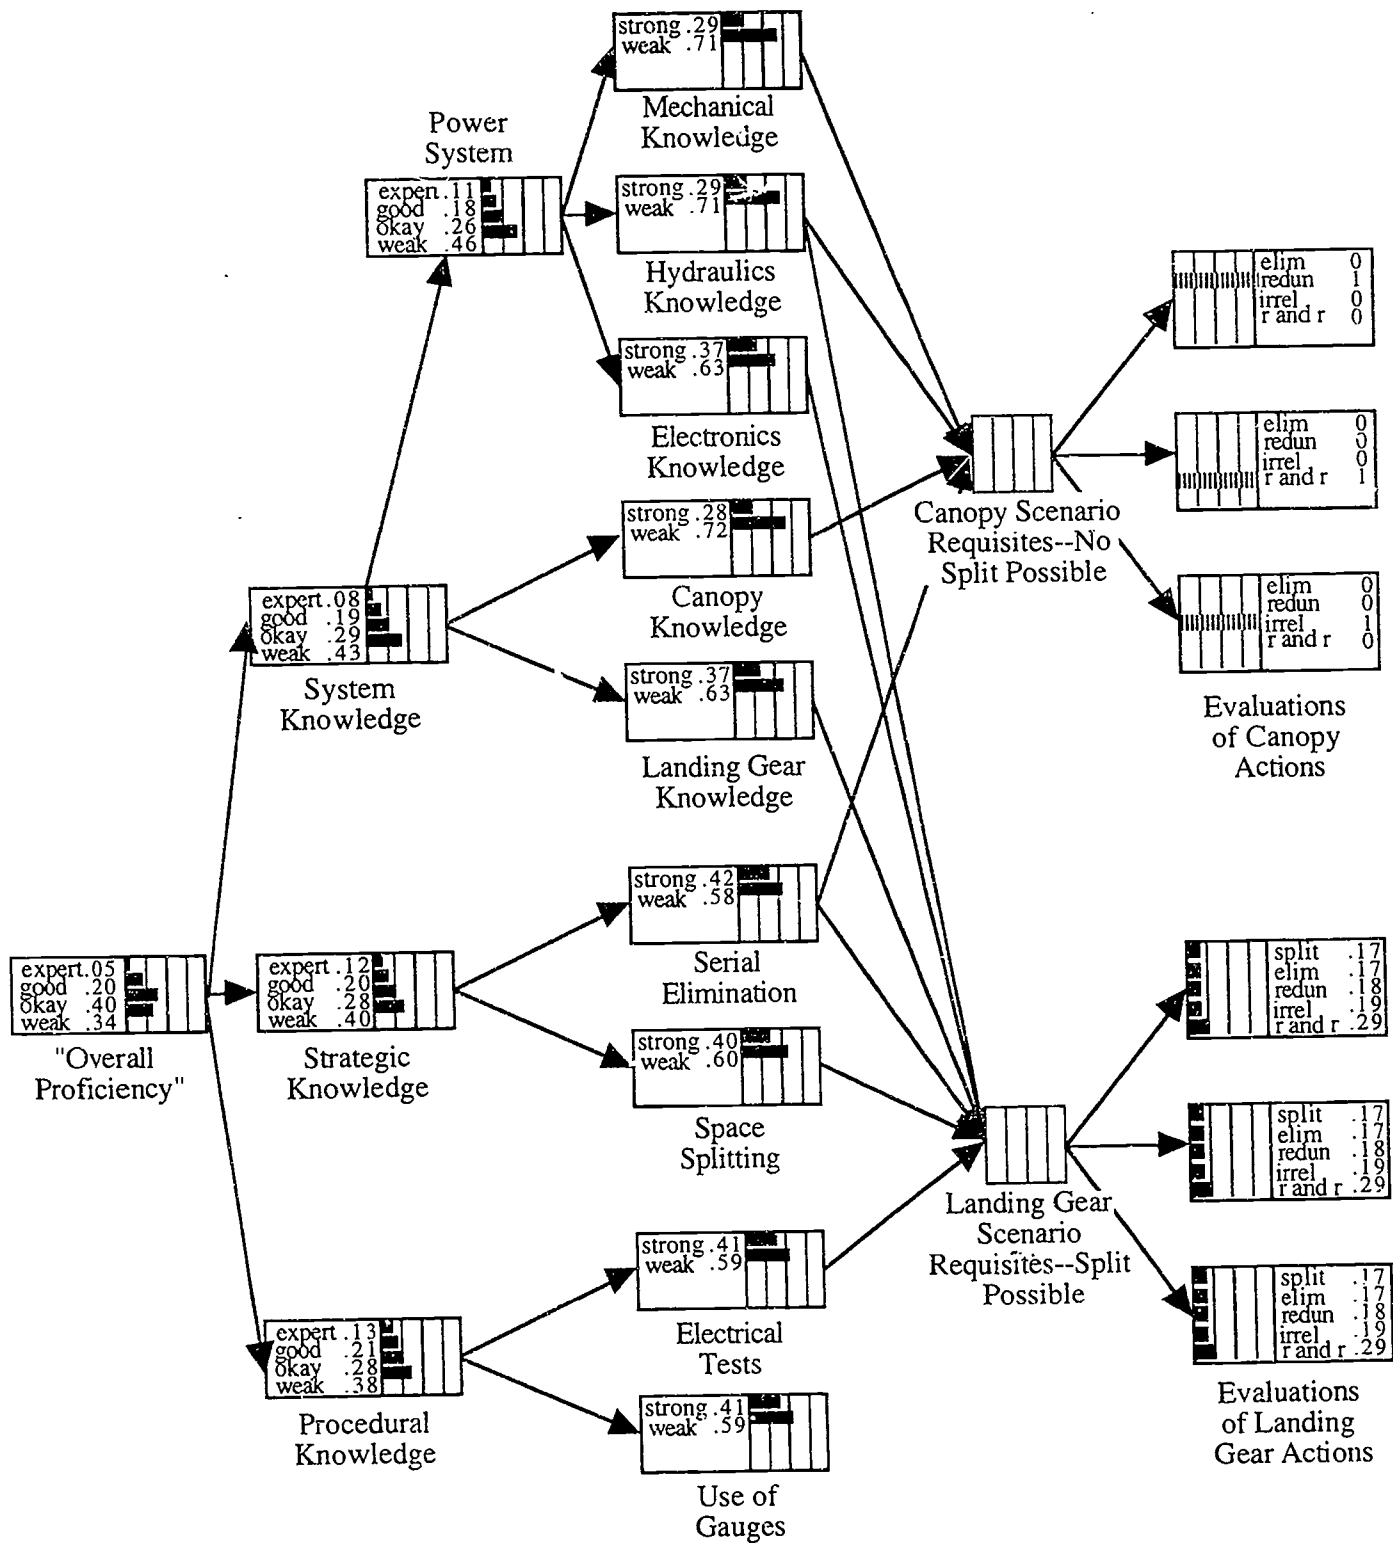 strong .29
weak .71
Mechanical
Knowledge
Power
System
expert .11
good .18
okay .26
weak .46
strong .29
weak .71
Hydraulics
Knowledge
strong .37
weak .63
Electronics
Knowledge
strong .28
weak .72
Canopy
Knowledge
expert .08
good .19
okay .29
weak .43
System
Knowledge
strong .37
weak .63
Landing Gear
Knowledge
strong .42
weak .58
Serial
Elimination
expert .05
good .20
okay .40
weak .34
"Overall
Proficiency"
expert .12
good .20
okay .28
weak .40
Strategic
Knowledge
strong .40
weak .60
Space
Splitting
strong .41
weak .59
Electrical
Tests
expert .13
good .21
okay .28
weak .38
Procedural
Knowledge
strong .41
weak .59
Use of
Gauges
Canopy Scenario
Requisites--No
Split Possible
Landing Gear
Scenario
Requisites--Split
Possible
elim 0
redun 1
irrel 0
r and r 0
elim 0
redun 0
irrel 0
r and r 1
elim 0
redun 0
irrel 1
r and r 0
Evaluations
of Canopy
Actions
split .17
elim .17
redun .18
irrel .19
r and r .29
split .17
elim .17
redun .18
irrel .19
r and r .29
split .17
elim .17
redun .18
irrel .19
r and r .29
Evaluations
of Landing
Gear Actions